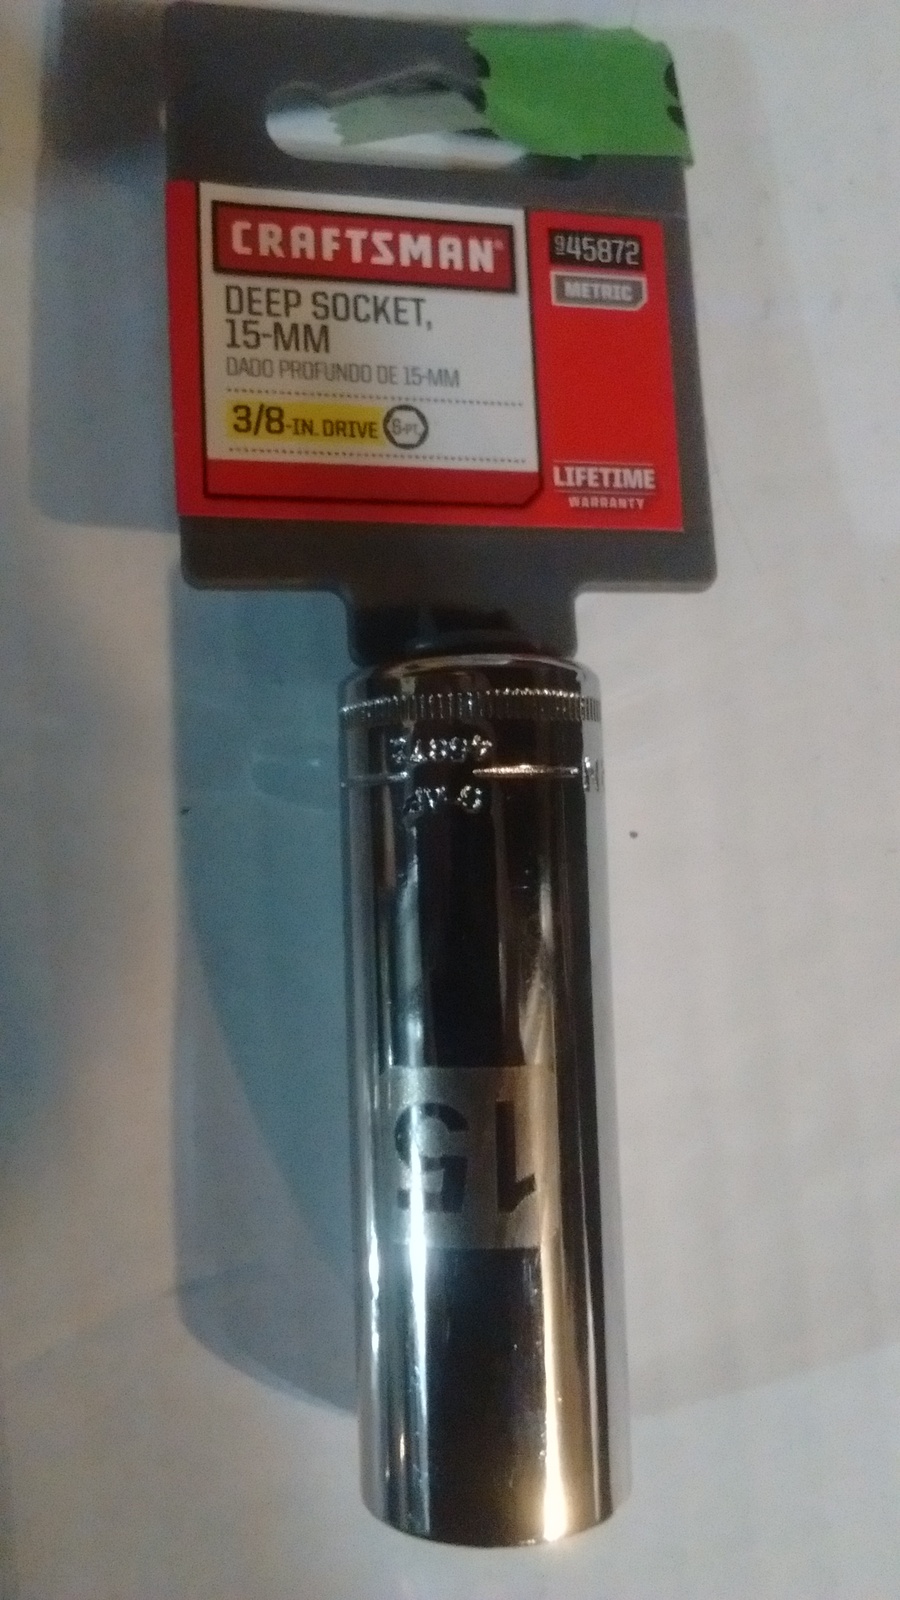 CRAFTSMAN®
DEEP SOCKET,
15-MM
DADO PROFUNDO DE 15-MM
3/8-IN. DRIVE 6-PT.
945872
METRIC
LIFETIME
WARRANTY
45872
15